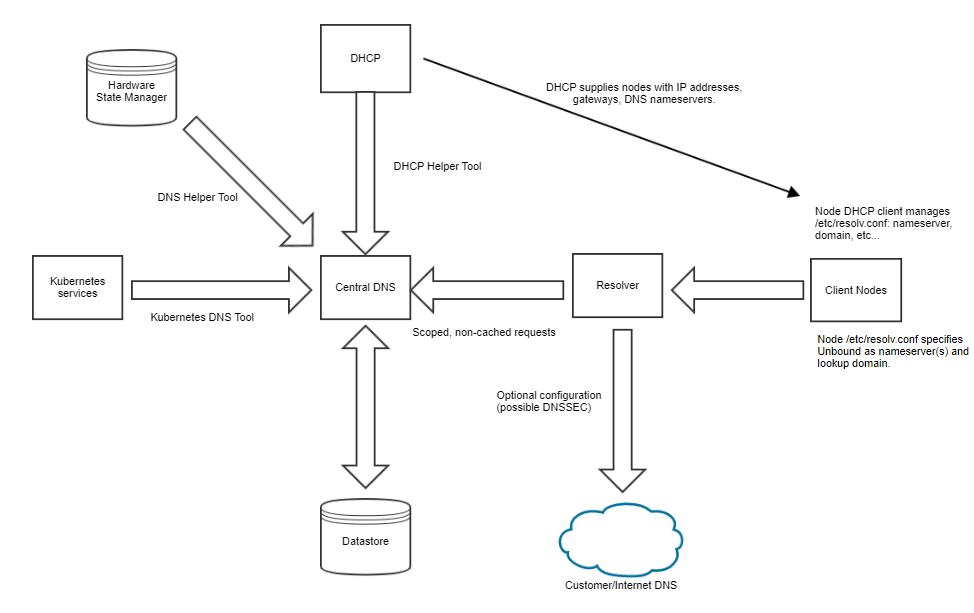 DHCP
Hardware
State Manager
DHCP supplies nodes with IP addresses,
gateways, DNS nameservers.
DHCP Helper Tool
DNS Helper Tool
Node DHCP client manages
/etc/resolv.conf: nameserver,
domain, etc...
Kubernetes
services
Central DNS
Resolver
Client Nodes
Kubernetes DNS Tool
Scoped, non-cached requests
Node /etc/resolv.conf specifies
Unbound as nameserver(s) and
lookup domain.
Optional configuration
(possible DNSSEC)
Datastore
Customer/Internet DNS